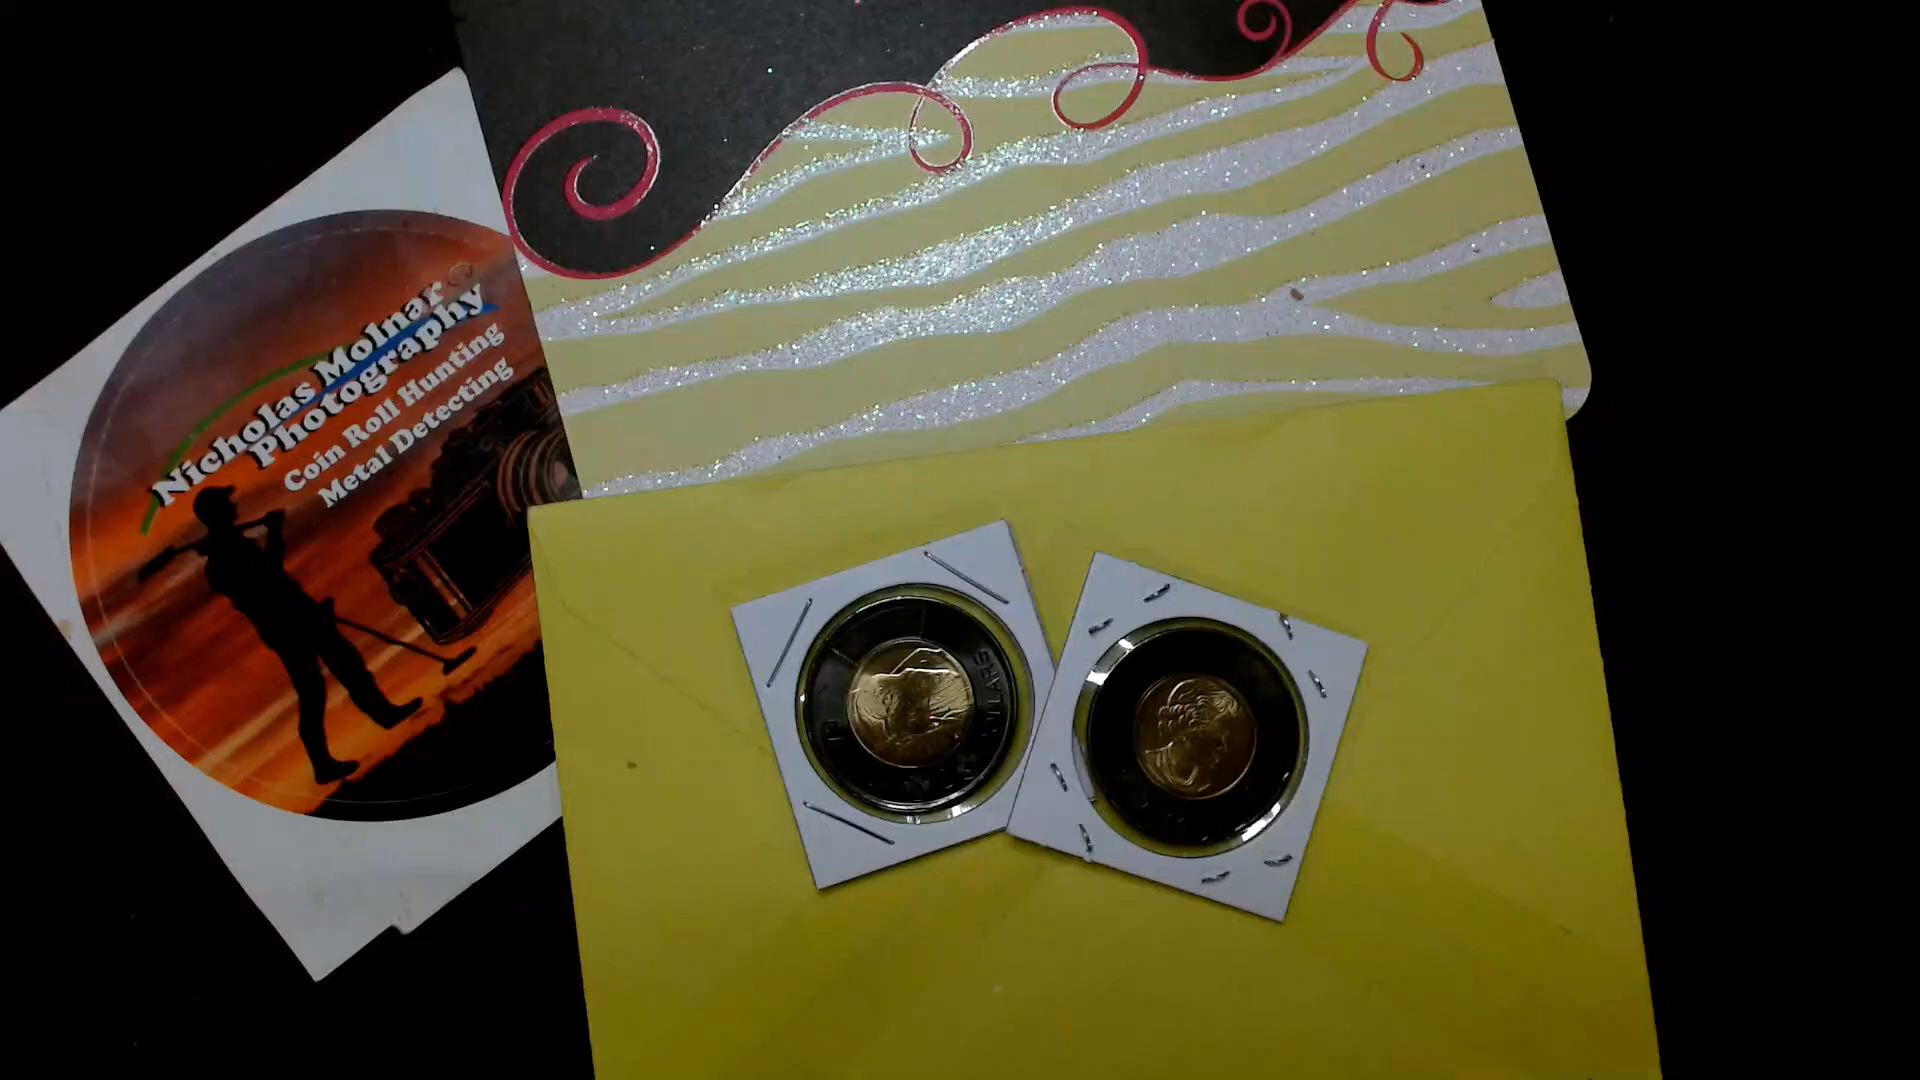 Nicholas Molnar
Photography
Coin Roll Hunting
Metal Detecting